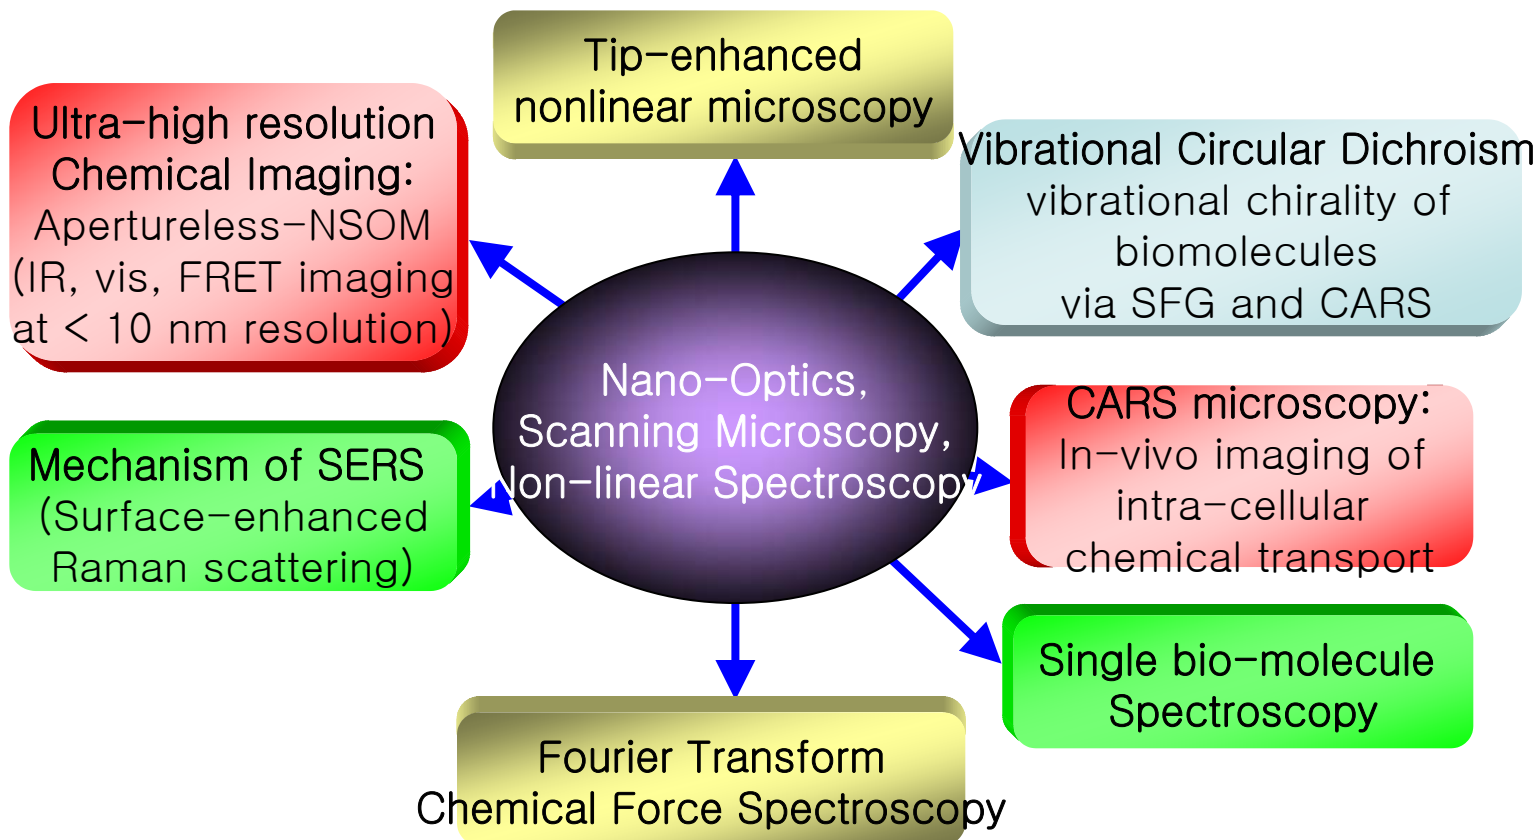 Tip-enhanced
nonlinear microscopy
Ultra-high resolution
Chemical Imaging:
Apertureless-NSOM
(IR, vis, FRET imaging
at < 10 nm resolution)
Vibrational Circular Dichroism
vibrational chirality of
biomolecules
via SFG and CARS
Nano-Optics,
Scanning Microscopy,
Non-linear Spectroscopy
Mechanism of SERS
(Surface-enhanced
Raman scattering)
CARS microscopy:
In-vivo imaging of
intra-cellular
chemical transport
Single bio-molecule
Spectroscopy
Fourier Transform
Chemical Force Spectroscopy